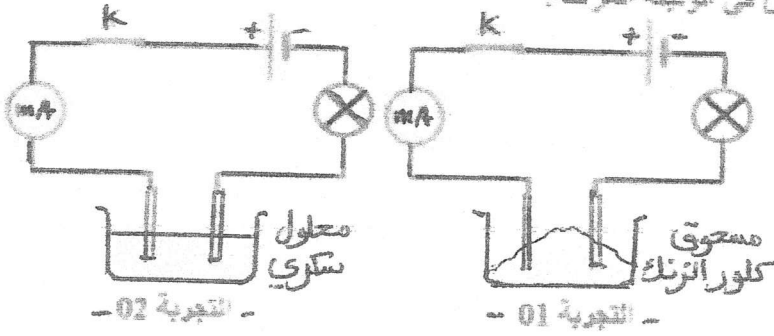 K + - K + -
mA mA
مسحوق كلور الزنك
محلول سكري
- التجربة 01 -
- التجربة 02 -